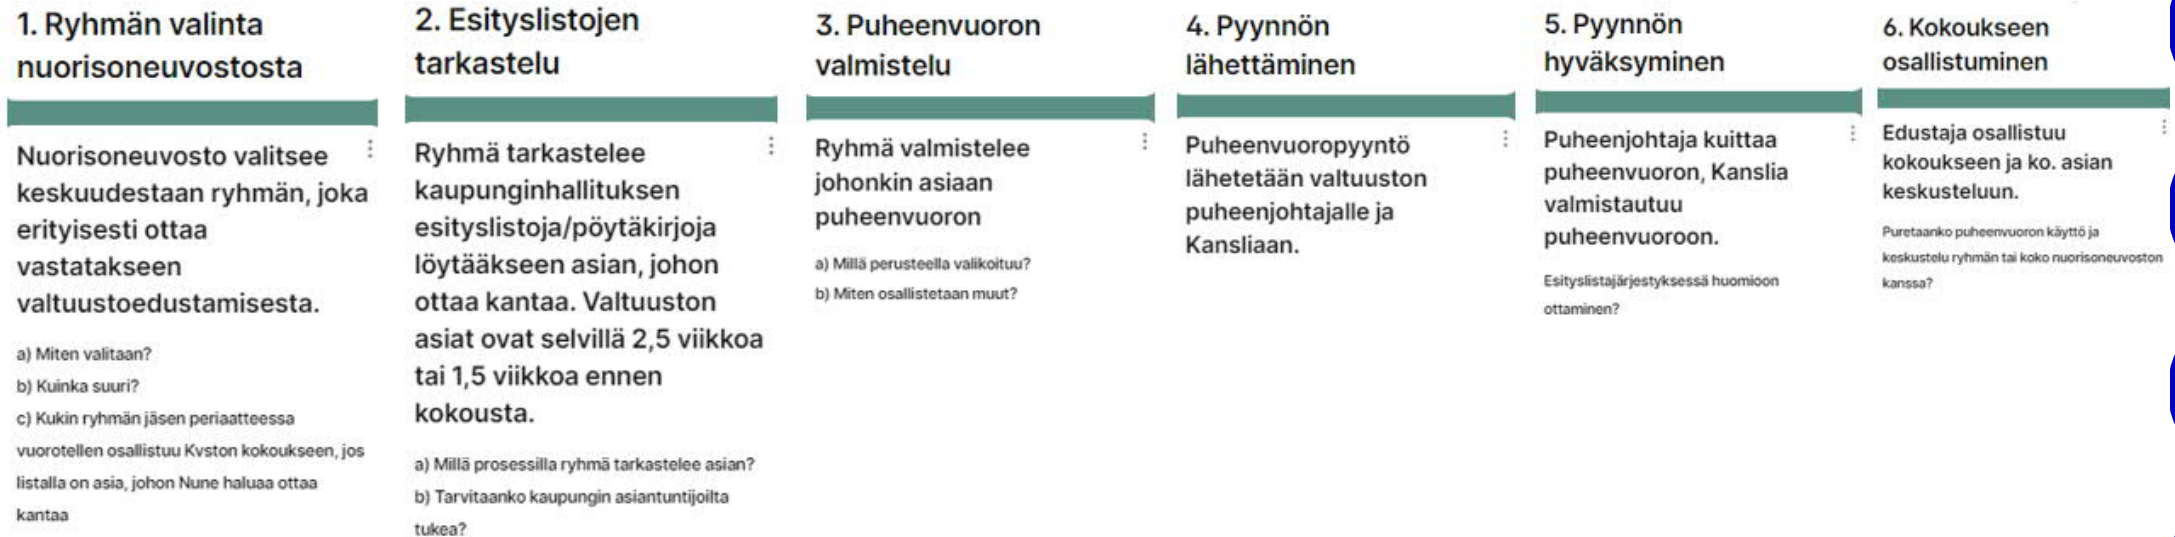 1. Ryhmän valinta
nuorisoneuvostosta
Nuorisoneuvosto valitsee
keskuudestaan ryhmän, joka
erityisesti ottaa
vastatakseen
valtuustoedustamisesta.
a) Miten valitaan?
b) Kuinka suuri?
c) Kukin ryhmän jäsen periaatteessa
vuorotellen osallistuu Kvston kokoukseen, jos
listalla on asia, johon Nune haluaa ottaa
kantaa
2. Esityslistojen
tarkastelu
Ryhmä tarkastelee
kaupunginhallituksen
esityslistoja/pöytäkirjoja
löytääkseen asian, johon
ottaa kantaa. Valtuuston
asiat ovat selvillä 2,5 viikkoa
tai 1,5 viikkoa ennen
kokousta.
a) Millä prosessilla ryhmä tarkastelee asian?
b) Tarvitaanko kaupungin asiantuntijoilta
tukea?
3. Puheenvuoron
valmistelu
Ryhmä valmistelee
johonkin asiaan
puheenvuoron
a) Millä perusteella valikoituu?
b) Miten osallistetaan muut?
4. Pyynnön
lähettäminen
Puheenvuoropyyntö
lähetetään valtuuston
puheenjohtajalle ja
Kansliaan.
5. Pyynnön
hyväksyminen
Puheenjohtaja kuittaa
puheenvuoron, Kanslia
valmistautuu
puheenvuoroon.
Esityslistajärjestyksessä huomioon
ottaminen?
6. Kokoukseen
osallistuminen
Edustaja osallistuu
kokoukseen ja ko. asian
keskusteluun.
Puretaanko puheenvuoron käyttö ja
keskustelu ryhmän tai koko nuorisoneuvoston
kanssa?